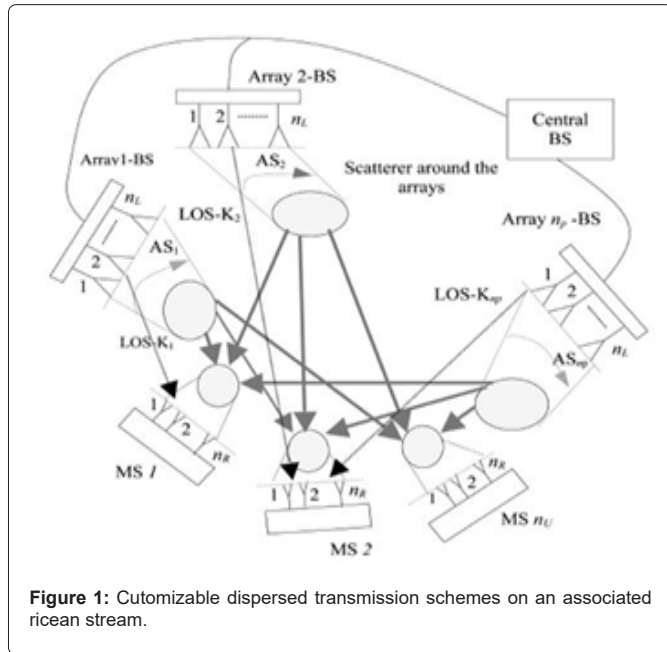 Array 2-BS
1 2 ........ n_L
Central
BS
AS_2
Scatterer around the
arrays
Array1-BS
n_L
2
1
AS_1
LOS-K_2
Array n_p -BS
1
2
n_L
LOS-K_np
AS_np
LOS-K_1
1 2 n_R
MS 1
1 2 n_R
MS 2
1 2 n_R
MS n_U
Figure 1: Cutomizable dispersed transmission schemes on an associated
ricean stream.